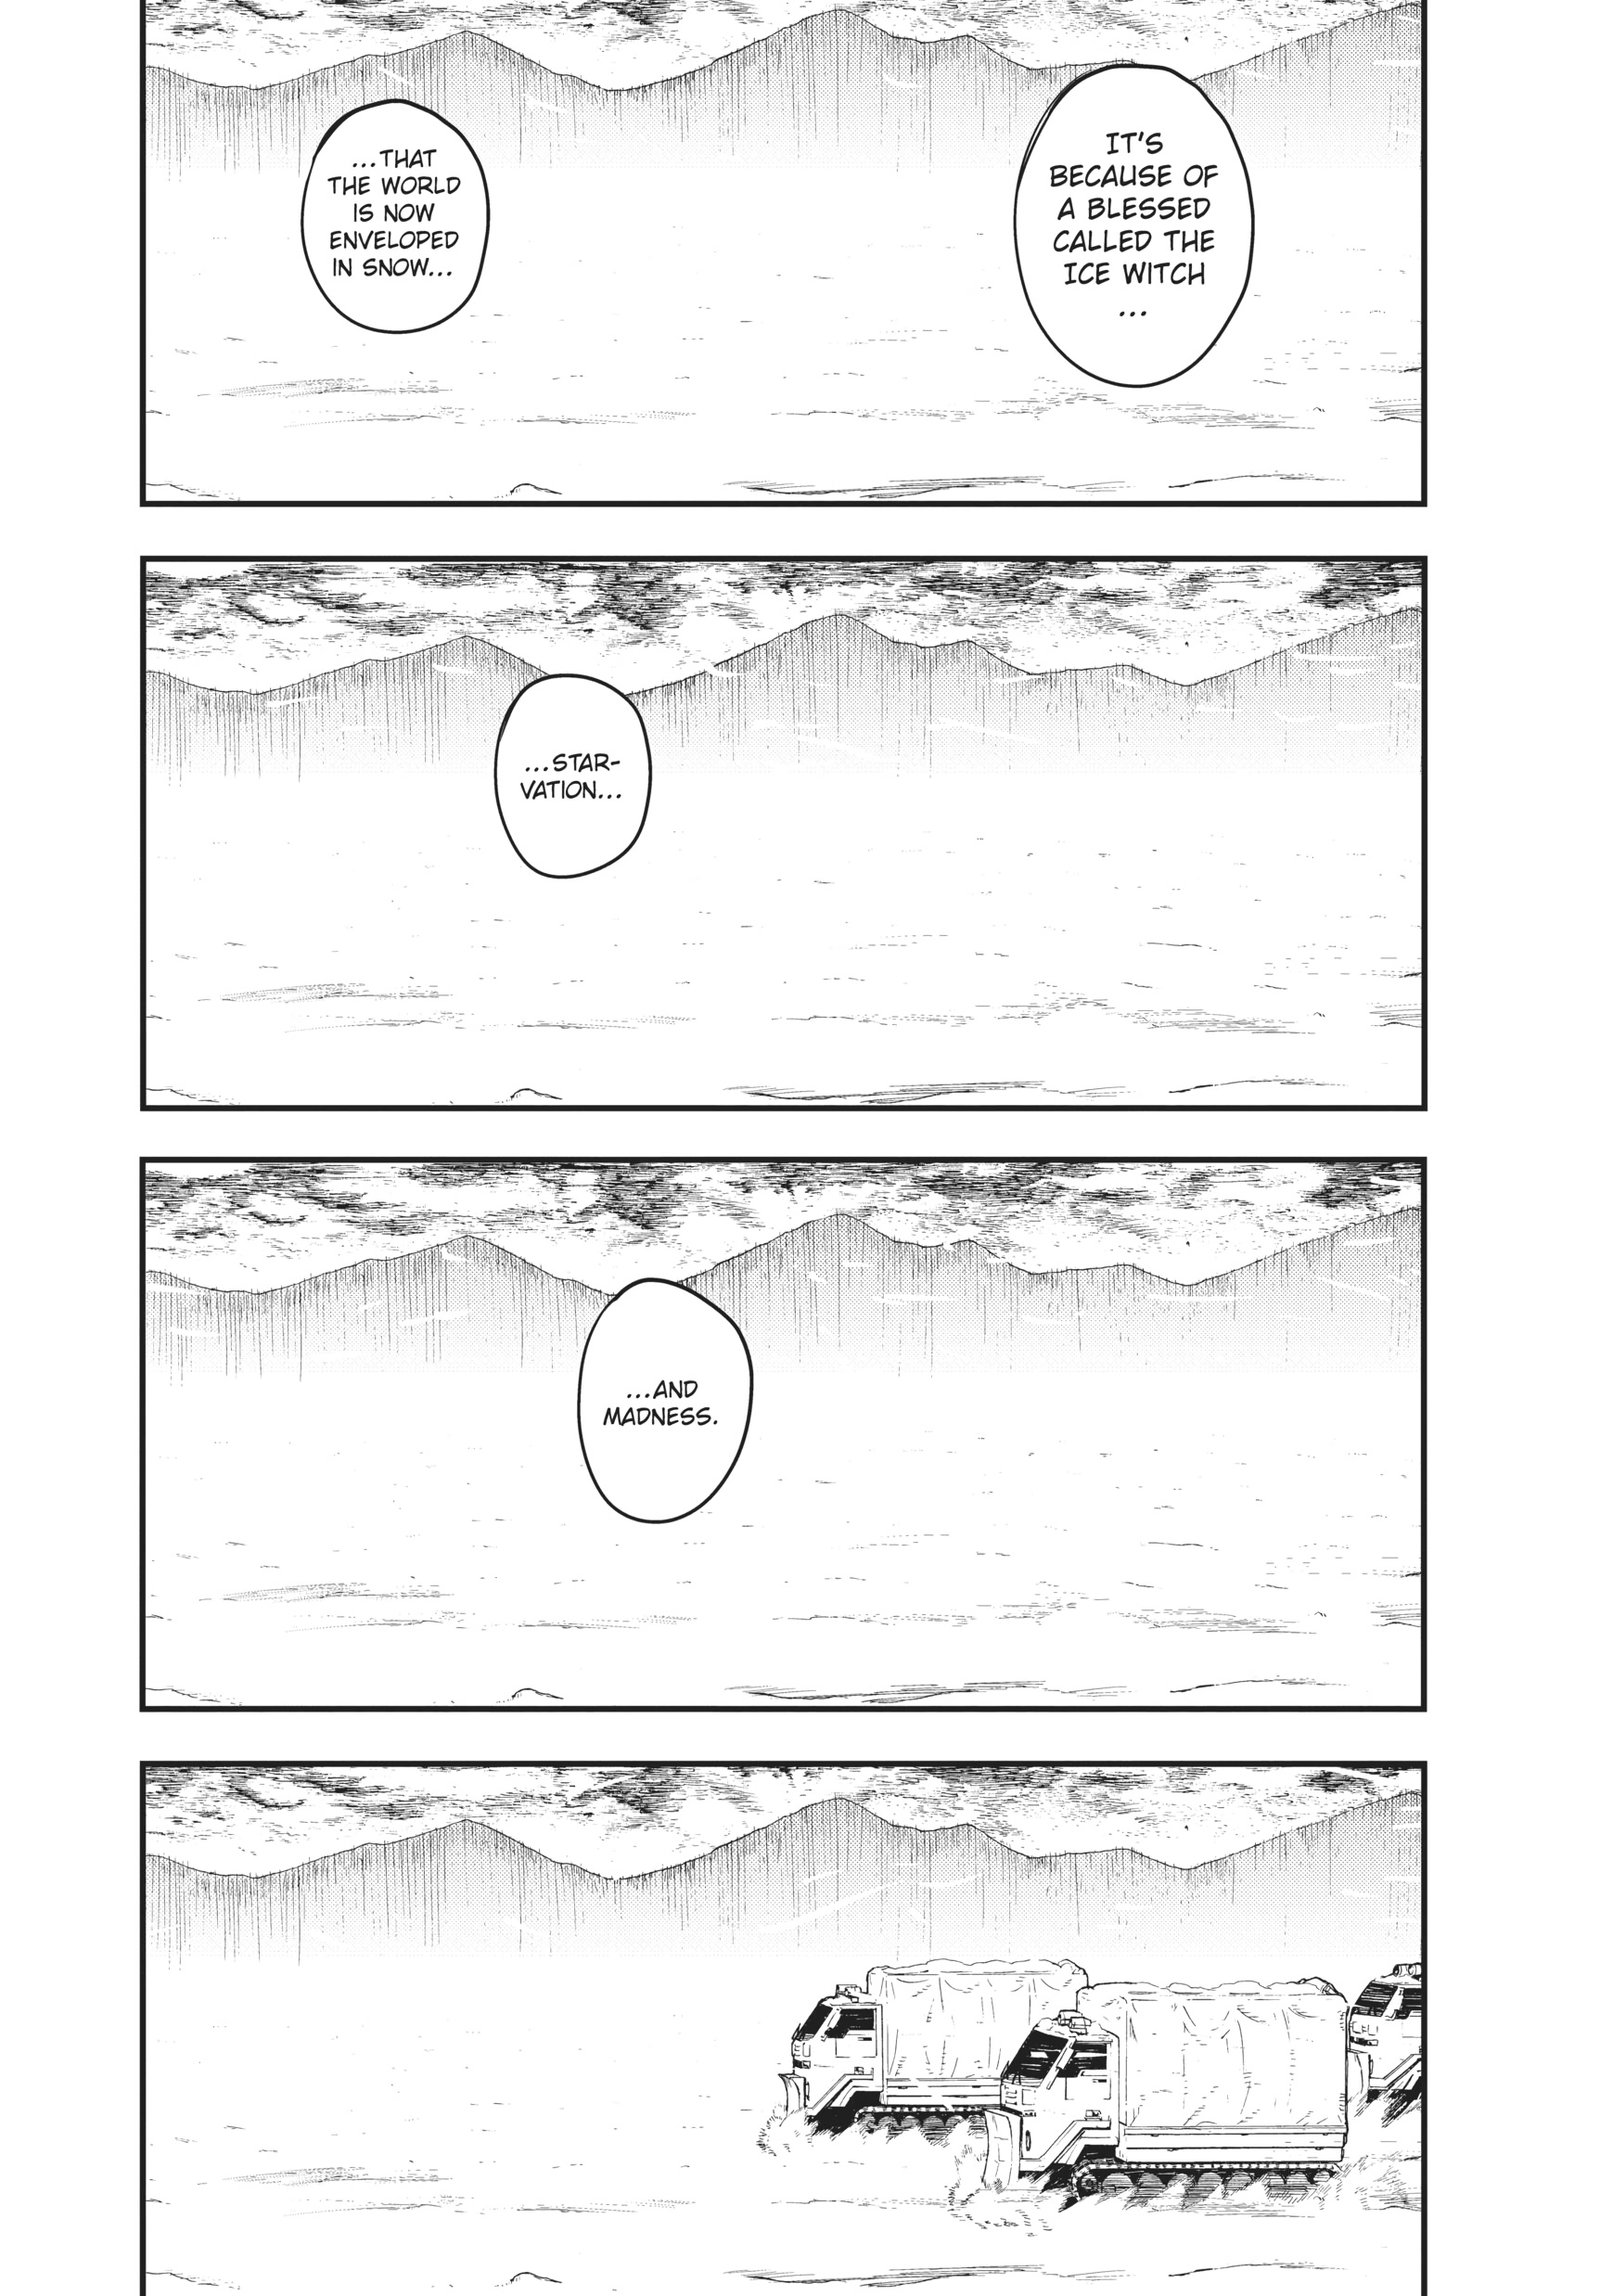 IT'S
BECAUSE OF
A BLESSED
CALLED THE
ICE WITCH
...
...THAT
THE WORLD
IS NOW
ENVELOPED
IN SNOW...
...STAR-
VATION...
...AND
MADNESS.